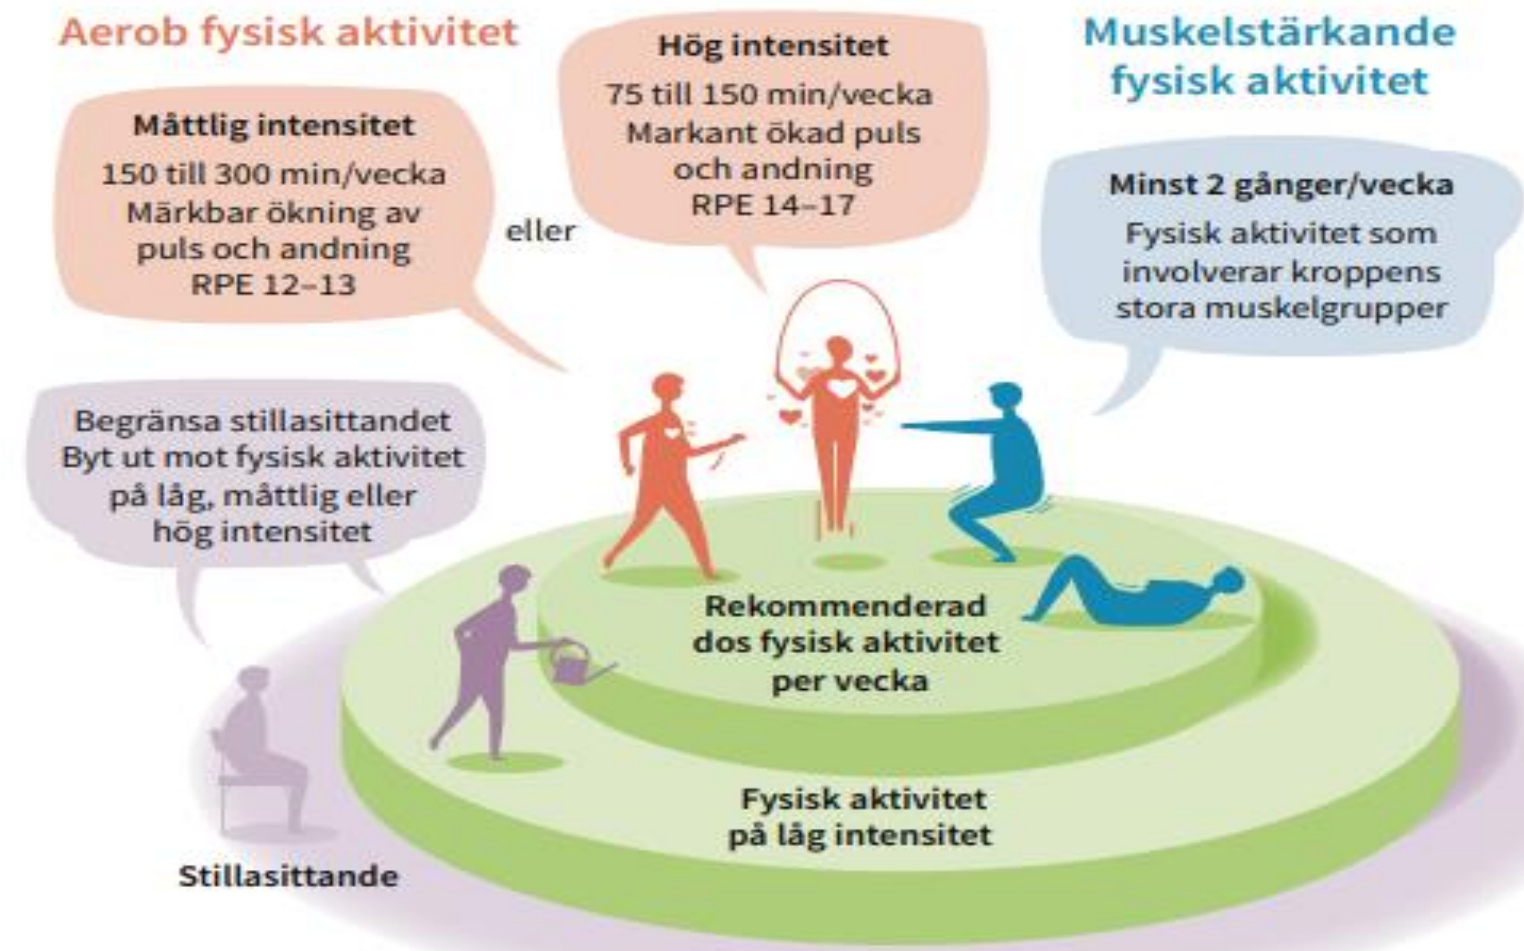 Aerob fysisk aktivitet
Måttlig intensitet
150 till 300 min/vecka
Märkbar ökning av
puls och andning
RPE 12–13
eller
Hög intensitet
75 till 150 min/vecka
Markant ökad puls
och andning
RPE 14–17
Muskelstärkande
fysisk aktivitet
Minst 2 gånger/vecka
Fysisk aktivitet som
involverar kroppens
stora muskelgrupper
Begränsa stillasittandet
Byt ut mot fysisk aktivitet
på låg, måttlig eller
hög intensitet
Rekommenderad
dos fysisk aktivitet
per vecka
Fysisk aktivitet
på låg intensitet
Stillasittande